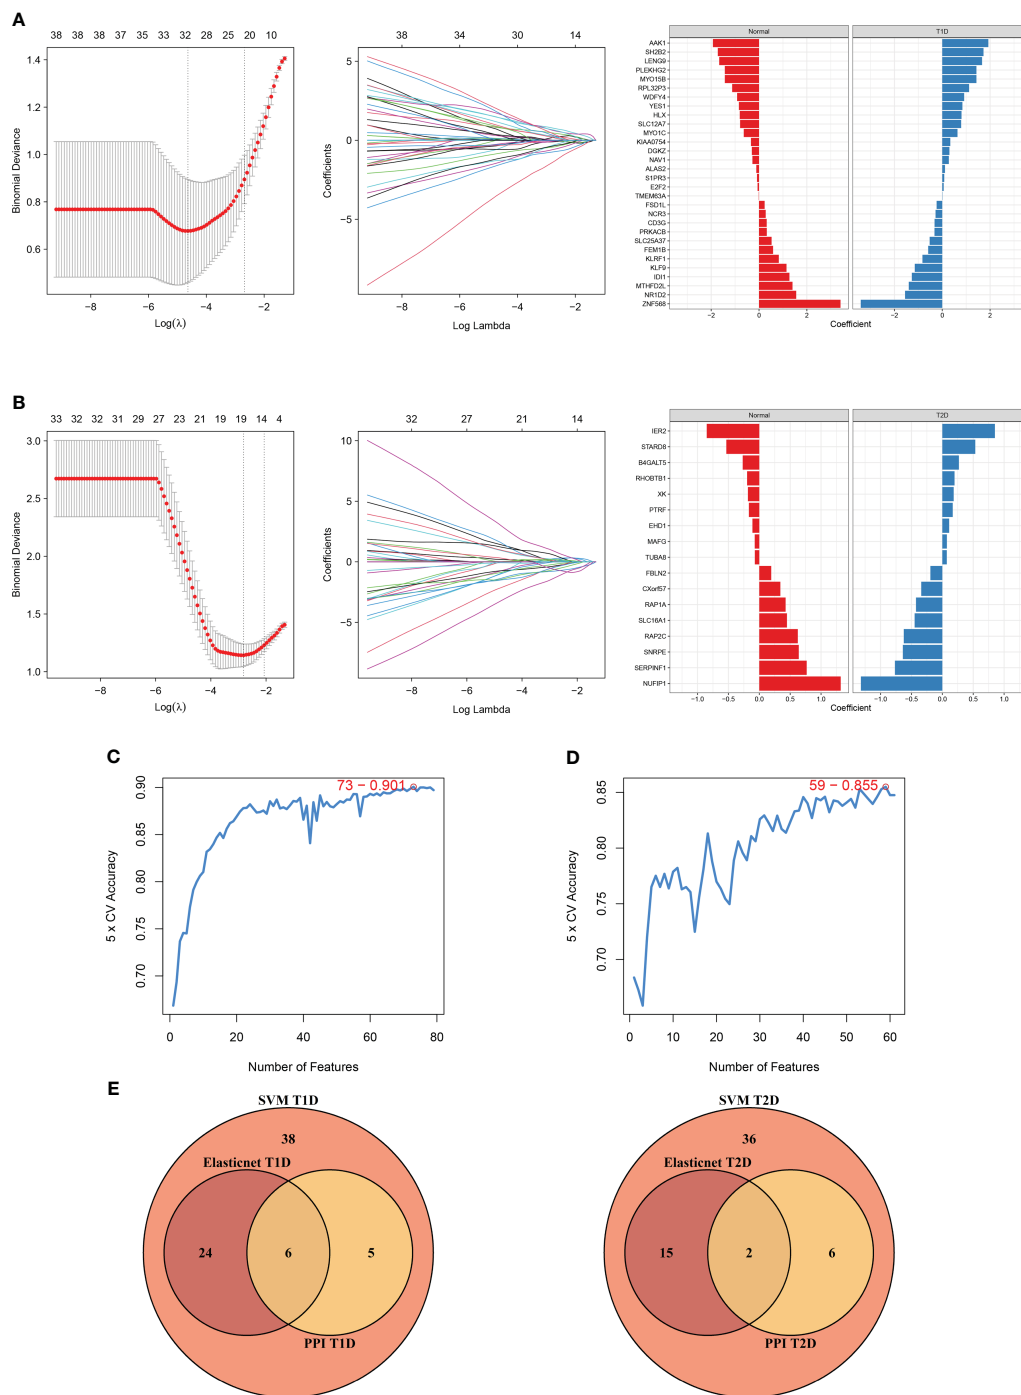 A
38 38 38 37 35 33 32 28 25 20 10
1.4
1.2
1.0
0.8
0.6
Binomial Deviance
−8 −6 −4 −2
Log(λ)
38 34 30 14
5
0
−5
Coefficients
−8 −6 −4 −2
Log Lambda
Normal T1D
AAK1
SH2B2
LENG9
PLEKHG2
MYO15B
RPL32P3
WDFY4
YES1
HLX
SLC12A7
MYO1C
KIAA0754
DGKZ
NAV1
ALAS2
S1PR3
E2F2
TMEM63A
FSD1L
NCR3
CD3G
PRKACB
SLC25A37
FEM1B
KLRF1
KLF9
IDI1
MTHFD2L
NR1D2
ZNF568
−2 0 2 −2 0 2
Coefficient
B
33 32 32 31 29 27 23 21 19 19 14 4
3.0
2.5
2.0
1.5
1.0
Binomial Deviance
−8 −6 −4 −2
Log(λ)
32 27 21 14
10
5
0
−5
Coefficients
−8 −6 −4 −2
Log Lambda
Normal T2D
IER2
STARD8
B4GALT5
RHOBTB1
XK
PTRF
EHD1
MAFG
TUBA8
FBLN2
CXorf57
RAP1A
SLC16A1
RAP2C
SNRPE
SERPINF1
NUFIP1
−1.0 −0.5 0.0 0.5 1.0 −1.0 −0.5 0.0 0.5 1.0
Coefficient
C
73 − 0.901
0.90
0.85
0.80
0.75
0.70
5 x CV Accuracy
0 20 40 60 80
Number of Features
D
59 − 0.855
0.85
0.80
0.75
0.70
5 x CV Accuracy
0 10 20 30 40 50 60
Number of Features
E
SVM T1D
38
Elasticnet T1D
24 6 5
PPI T1D
SVM T2D
36
Elasticnet T2D
15 2 6
PPI T2D